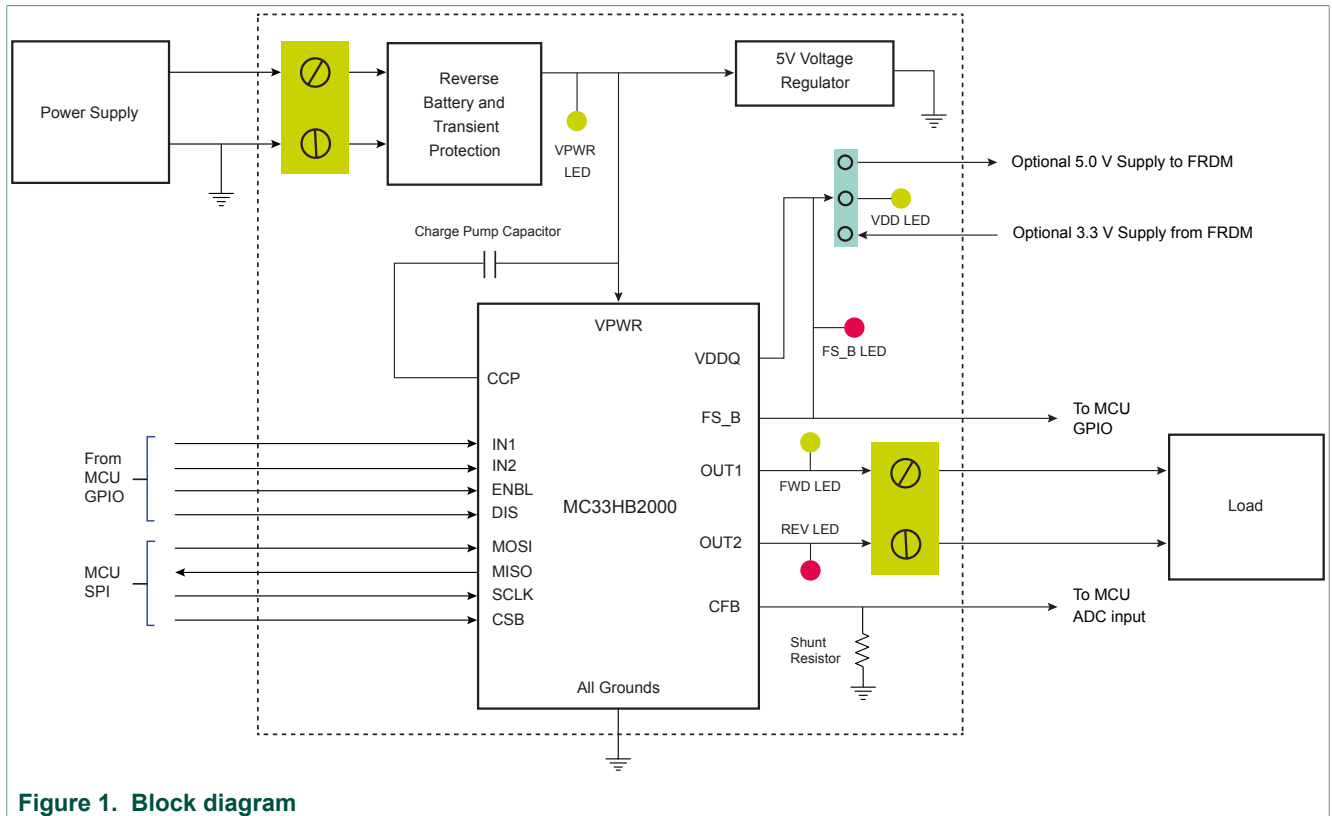 Power Supply
Reverse
Battery and
Transient
Protection
VPWR
LED
5V Voltage
Regulator
Optional 5.0 V Supply to FRDM
VDD LED
Optional 3.3 V Supply from FRDM
Charge Pump Capacitor
VPWR
VDDQ
FS_B LED
CCP
FS_B
To MCU
GPIO
From
MCU
GPIO
IN1
IN2
ENBL
DIS
MC33HB2000
OUT1
FWD LED
OUT2
REV LED
Load
MCU
SPI
MOSI
MISO
SCLK
CSB
CFB
To MCU
ADC input
Shunt
Resistor
All Grounds
Figure 1. Block diagram